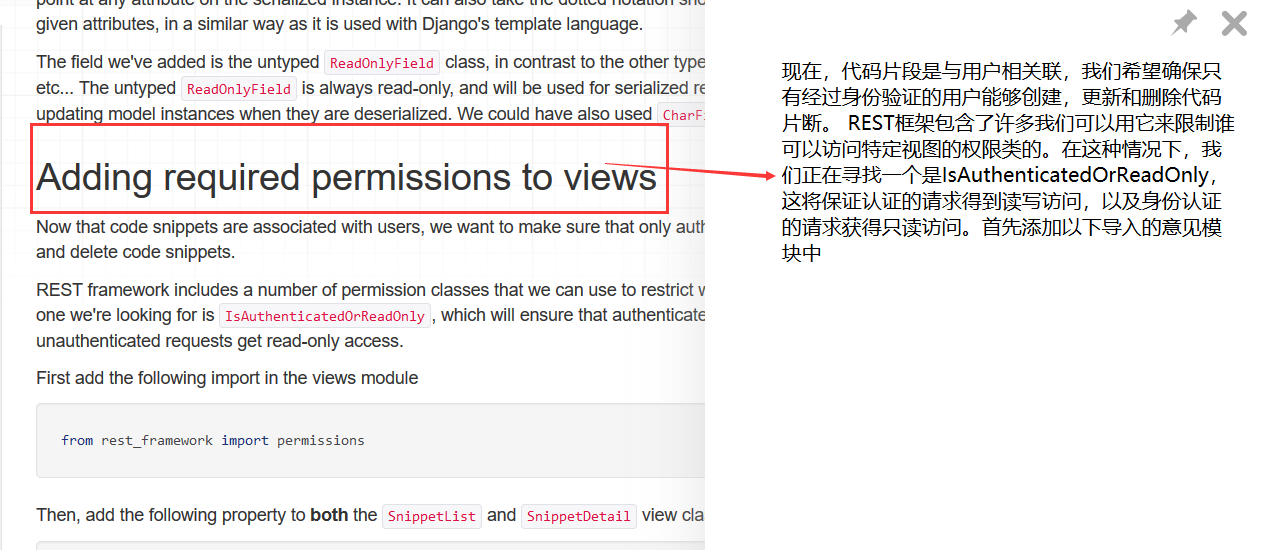 point at any attribute on the serialized instance. It can also take the dotted notation
given attributes, in a similar way as it is used with Django's template language.
The field we've added is the untyped ReadOnlyField class, in contrast to the other type
etc... The untyped ReadOnlyField is always read-only, and will be used for serialized
updating model instances when they are deserialized. We could have also used
Adding required permissions to views
Now that code snippets are associated with users, we want to make sure that only
and delete code snippets.
REST framework includes a number of permission classes that we can use to restrict
one we're looking for is IsAuthenticatedOrReadOnly, which will ensure that
unauthenticated requests get read-only access.
First add the following import in the views module
from rest_framework import permissions
Then, add the following property to both the SnippetList and SnippetDetail view
现在，代码片段是与用户相关联，我们希望确保只
有经过身份验证的用户能够创建，更新和删除代码
片断。 REST框架包含了许多我们可以用它来限制谁
可以访问特定视图的权限类的。在这种情况下，我
们正在寻找一个是IsAuthenticatedOrReadOnly，
这将保证认证的请求得到读写访问，以及身份认证
的请求获得只读访问。首先添加以下导入的意见模
块中